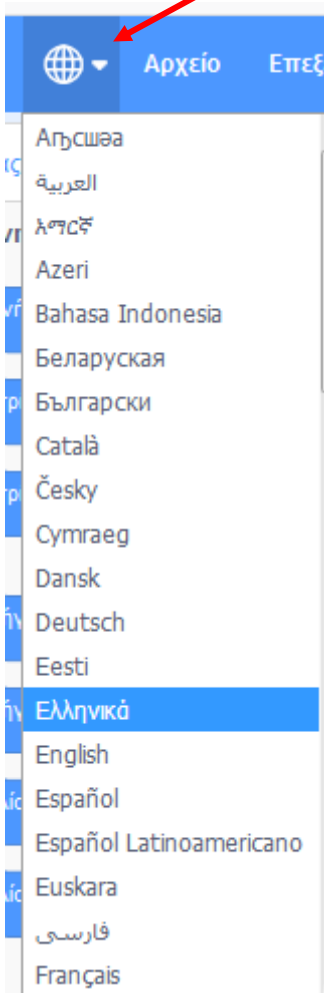 Αρχείο Επεξ
Аҧсшәа
العربية
አማርኛ
Azeri
Bahasa Indonesia
Беларуская
Български
Català
Česky
Cymraeg
Dansk
Deutsch
Eesti
Ελληνικά
English
Español
Español Latinoamericano
Euskara
فارسی
Français